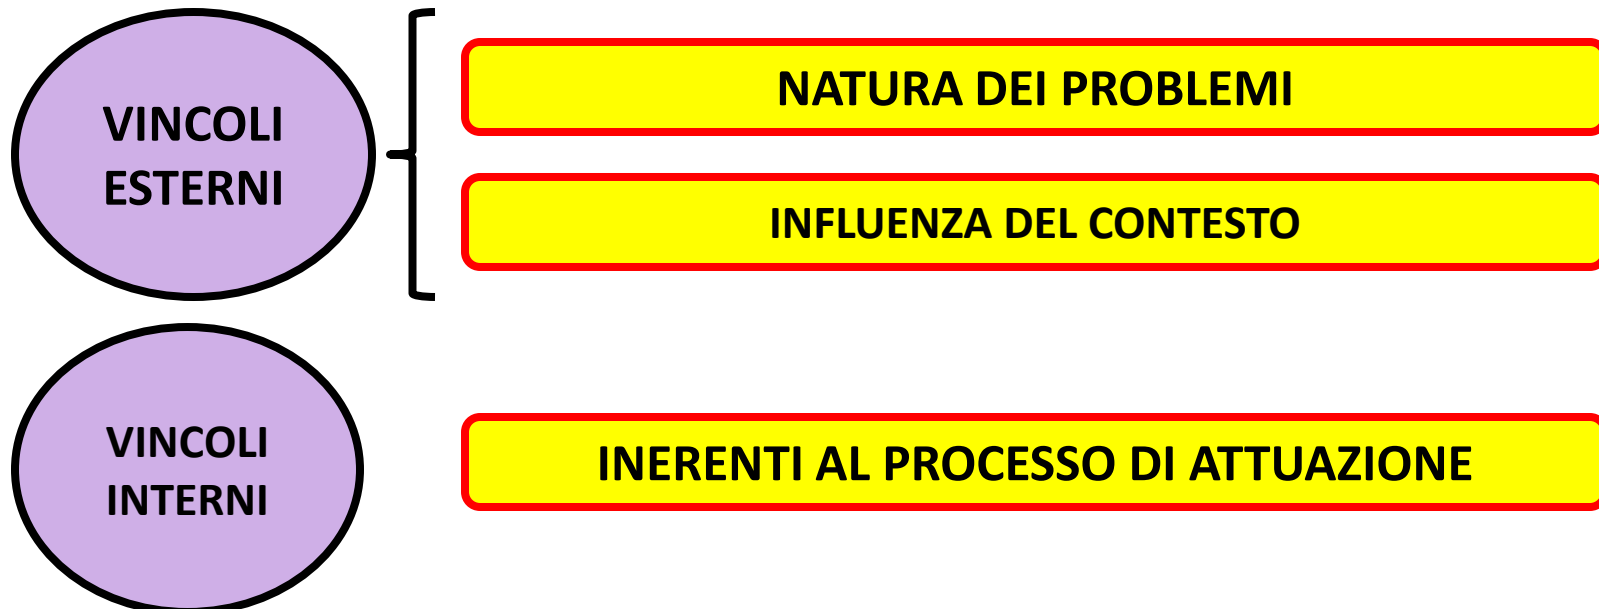 VINCOLI
ESTERNI
NATURA DEI PROBLEMI
INFLUENZA DEL CONTESTO
VINCOLI
INTERNI
INERENTI AL PROCESSO DI ATTUAZIONE